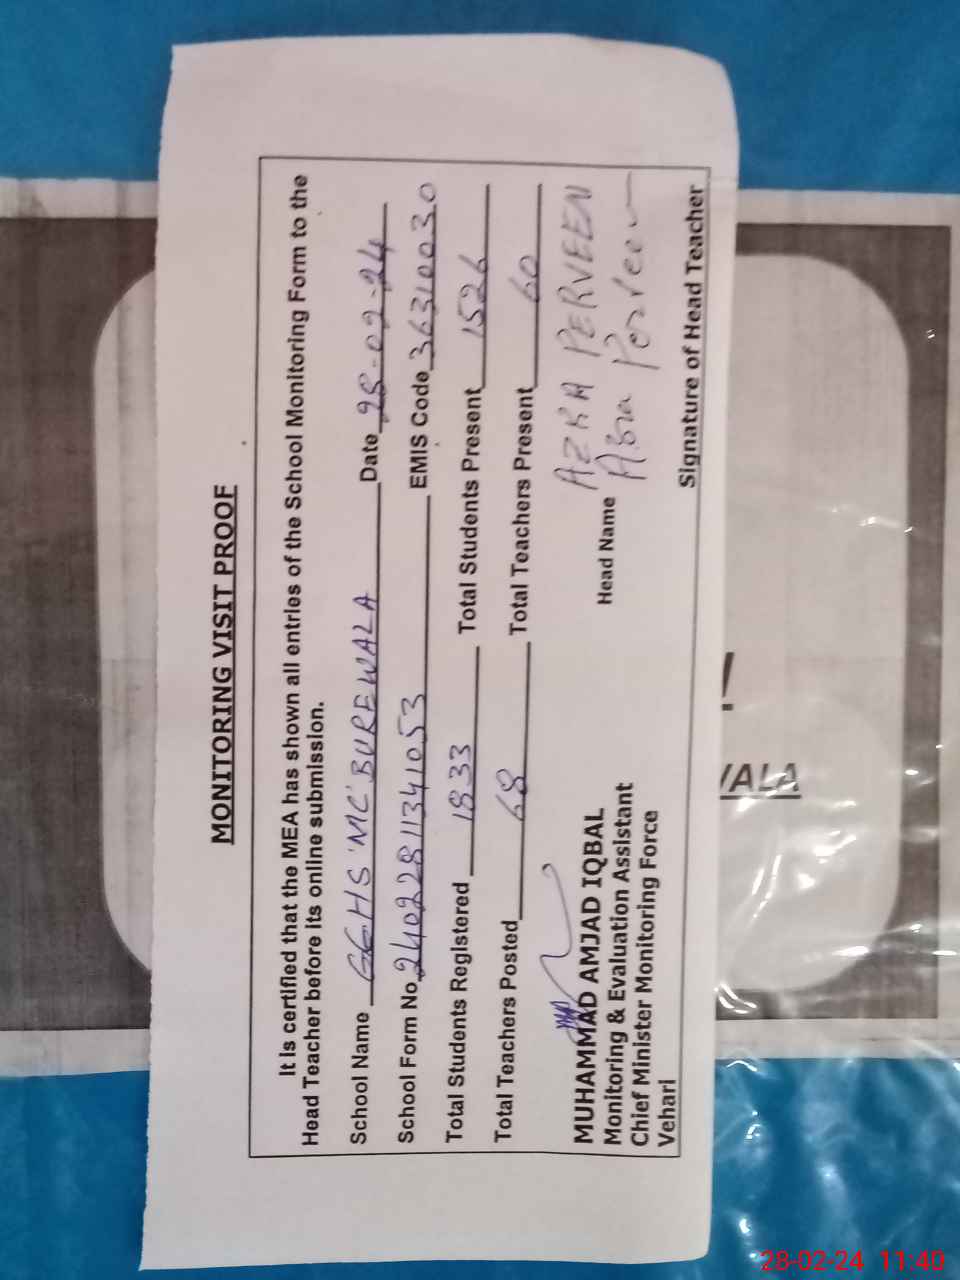 MONITORING VISIT PROOF
It is certified that the MEA has shown all entries of the School Monitoring Form to the
Head Teacher before its online submission.
School Name GGHS 'MC' BUREWALA Date 28-02-24
School Form No 24022811341053 EMIS Code 36310030
Total Students Registered 1833 Total Students Present 1526
Total Teachers Posted 68 Total Teachers Present 60
Head Name AZRA PERVEEN
MUHAMMAD AMJAD IQBAL
Monitoring & Evaluation Assistant
Chief Minister Monitoring Force
Vehari
Signature of Head Teacher
28-02-24 11:40